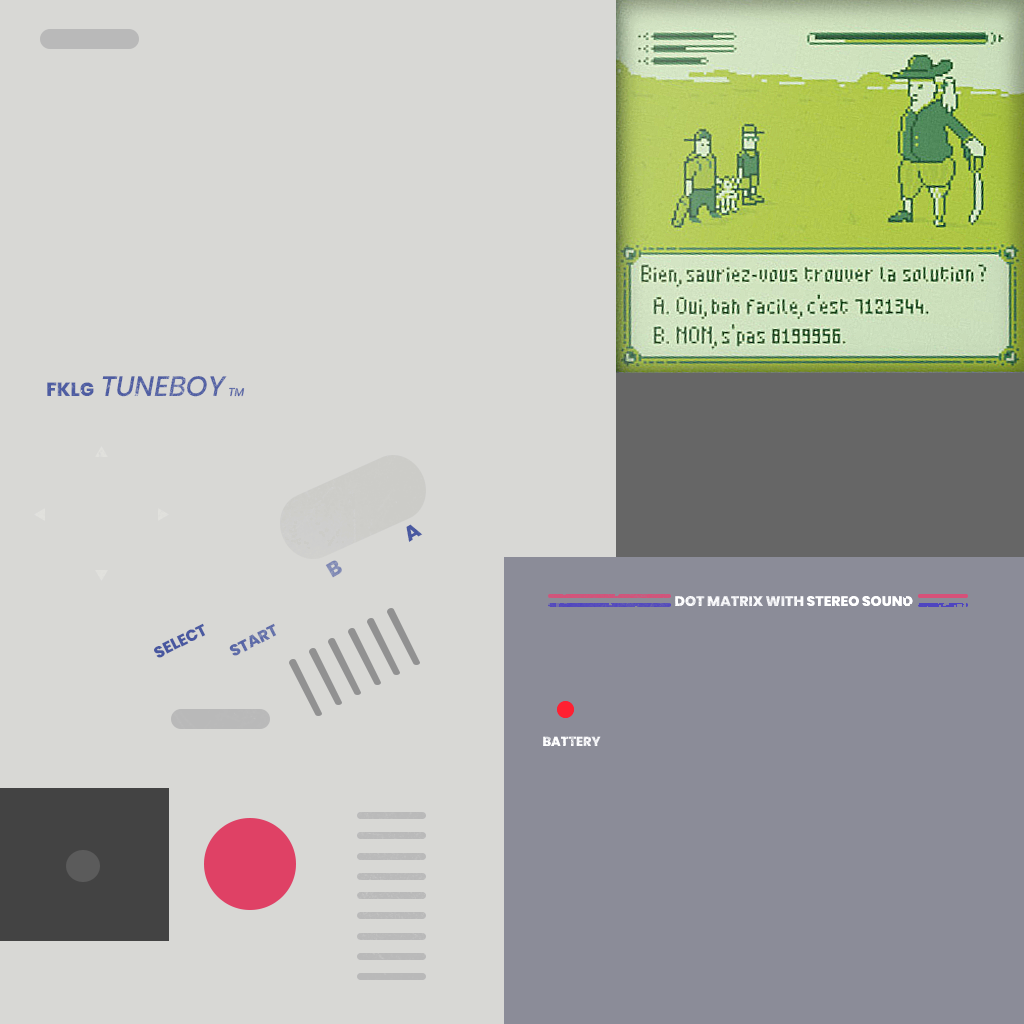 Bien, sauriez-vous trouver la solution ?
A. Oui, bah facile, c'est 7121344.
B. NON, s'pas 8199956.
FKLG TUNEBOY TM
A
B
SELECT START
DOT MATRIX WITH STEREO SOUND
BATTERY